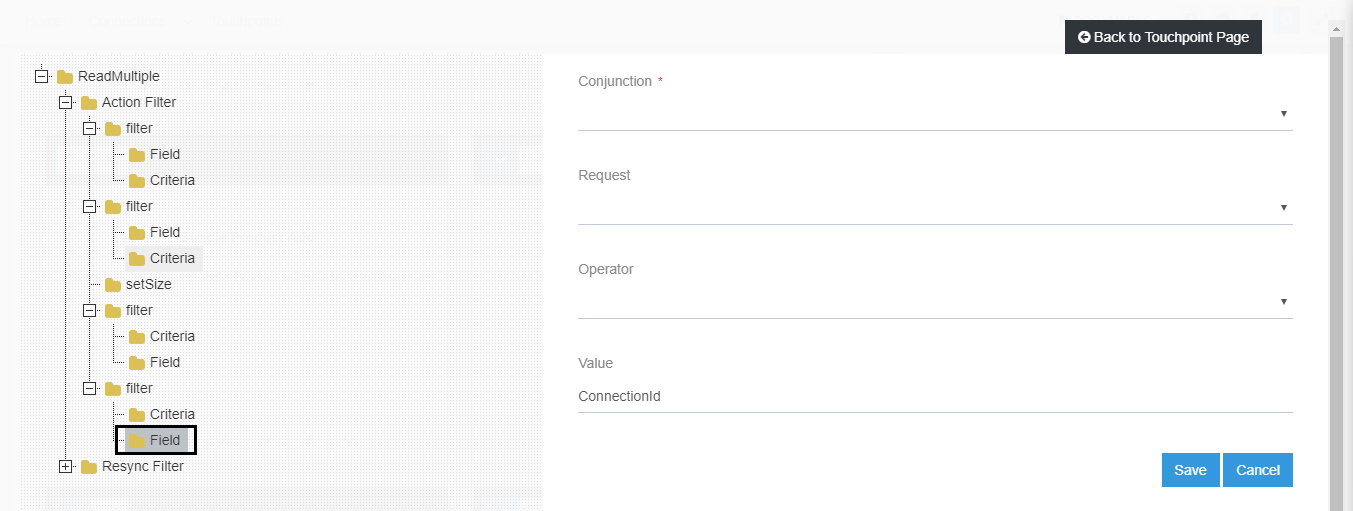 Back to Touchpoint Page
ReadMultiple
Action Filter
filter
Field
Criteria
filter
Field
Criteria
setSize
filter
Criteria
Field
filter
Criteria
Field
Resync Filter
Conjunction *
Request
Operator
Value
ConnectionId
Save Cancel